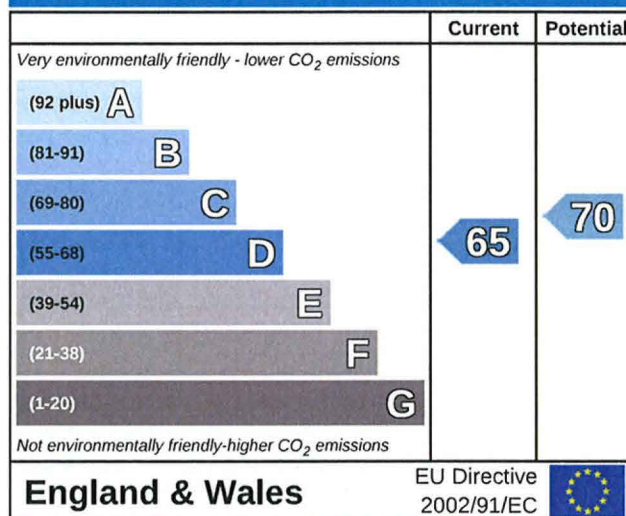 Current Potential
Very environmentally friendly - lower CO2 emissions
(92 plus) A
(81-91) B
(69-80) C
(55-68) D
(39-54) E
(21-38) F
(1-20) G
65
70
Not environmentally friendly-higher CO2 emissions
England & Wales
EU Directive
2002/91/EC